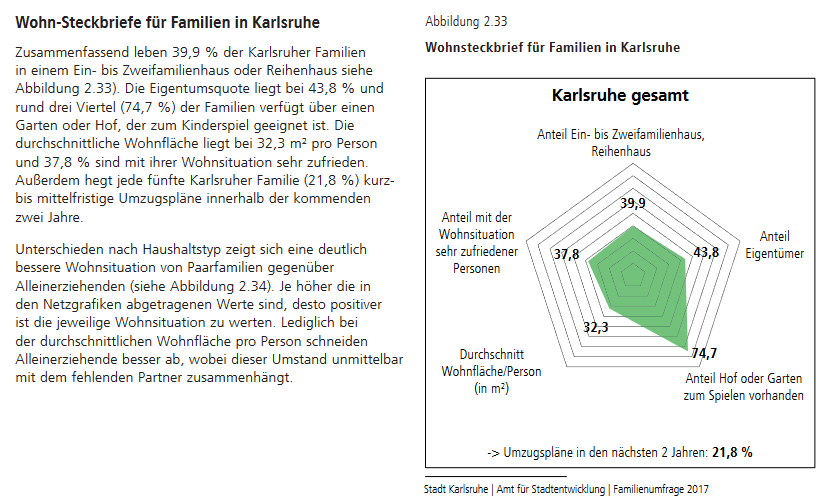 Wohn-Steckbriefe für Familien in Karlsruhe
Zusammenfassend leben 39,9 % der Karlsruher Familien
in einem Ein- bis Zweifamilienhaus oder Reihenhaus siehe
Abbildung 2.33). Die Eigentumsquote liegt bei 43,8 % und
rund drei Viertel (74,7 %) der Familien verfügt über einen
Garten oder Hof, der zum Kinderspiel geeignet ist. Die
durchschnittliche Wohnfläche liegt bei 32,3 m² pro Person
und 37,8 % sind mit ihrer Wohnsituation sehr zufrieden.
Außerdem hegt jede fünfte Karlsruher Familie (21,8 %) kurz-
bis mittelfristige Umzugspläne innerhalb der kommenden
zwei Jahre.
Unterschieden nach Haushaltstyp zeigt sich eine deutlich
bessere Wohnsituation von Paarfamilien gegenüber
Alleinerziehenden (siehe Abbildung 2.34). Je höher die in
den Netzgrafiken abgetragenen Werte sind, desto positiver
ist die jeweilige Wohnsituation zu werten. Lediglich bei
der durchschnittlichen Wohnfläche pro Person schneiden
Alleinerziehende besser ab, wobei dieser Umstand unmittelbar
mit dem fehlenden Partner zusammenhängt.
Abbildung 2.33
Wohnsteckbrief für Familien in Karlsruhe
Karlsruhe gesamt
Anteil Ein- bis Zweifamilienhaus,
Reihenhaus
39,9
Anteil mit der
Wohnsituation
sehr zufriedener
Personen
37,8
43,8
Anteil
Eigentümer
32,3
Durchschnitt
Wohnfläche/Person
(in m²)
74,7
Anteil Hof oder Garten
zum Spielen vorhanden
-> Umzugspläne in den nächsten 2 Jahren: 21,8 %
Stadt Karlsruhe | Amt für Stadtentwicklung | Familienumfrage 2017